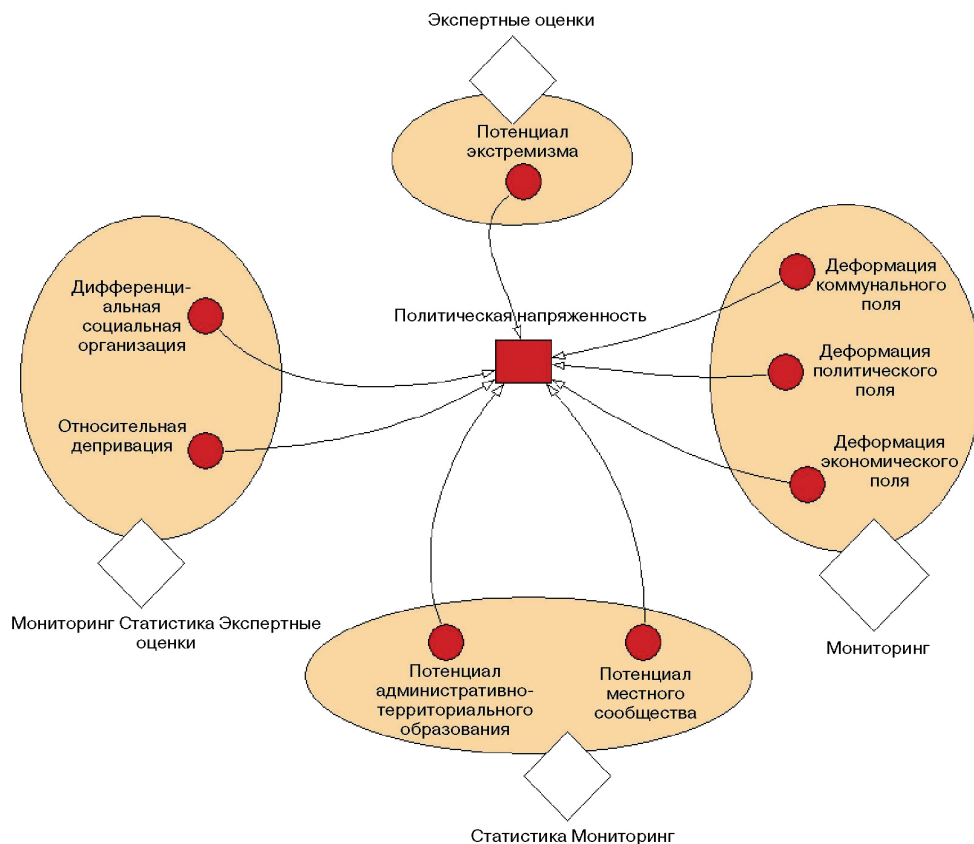 Экспертные оценки
Потенциал
экстремизма
Дифференци-
альная
социальная
организация
Относительная
депривация
Мониторинг Статистика Экспертные
оценки
Политическая напряженность
Деформация
коммунального
поля
Деформация
политического
поля
Деформация
экономического
поля
Мониторинг
Потенциал
административно-
территориального
образования
Потенциал
местного
сообщества
Статистика Мониторинг